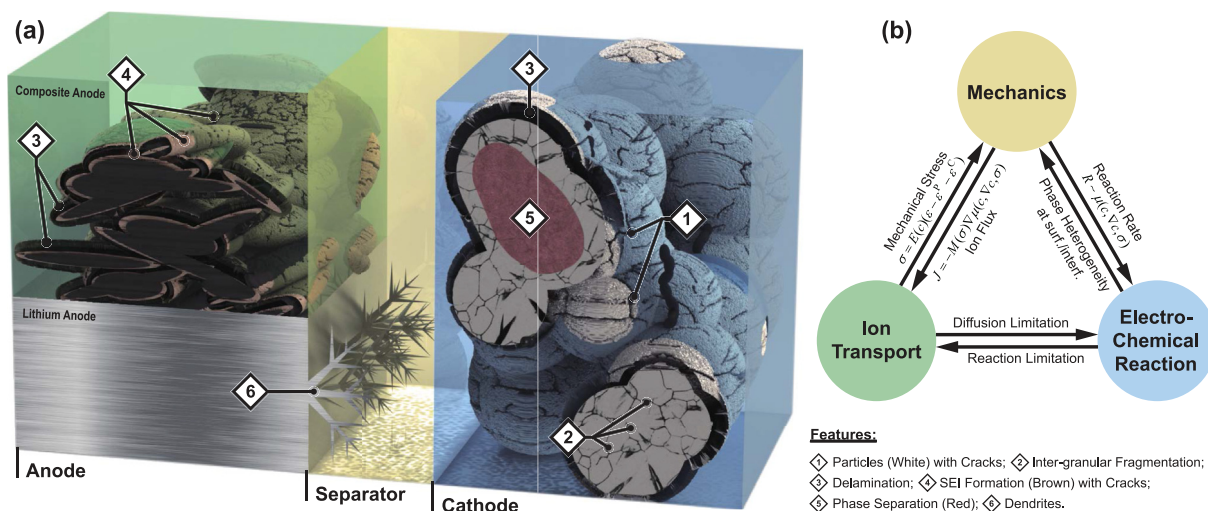 (a)
4
Composite Anode
3
3
1
5
Lithium Anode
6
2
Anode
Separator
Cathode
(b)
Mechanics
Mechanical Stress
σ = E(c)(ε − εᴾ − εᶜ)
J = −M(σ)∇μ(c, ∇c, σ)
Ion Flux
Reaction Rate
R ~ μ(c, ∇c, σ)
Phase Heterogeneity
at surf./interf.
Ion
Transport
Diffusion Limitation
Reaction Limitation
Electro-
Chemical
Reaction
Features:
1 Particles (White) with Cracks; 2 Inter-granular Fragmentation;
3 Delamination; 4 SEI Formation (Brown) with Cracks;
5 Phase Separation (Red); 6 Dendrites.